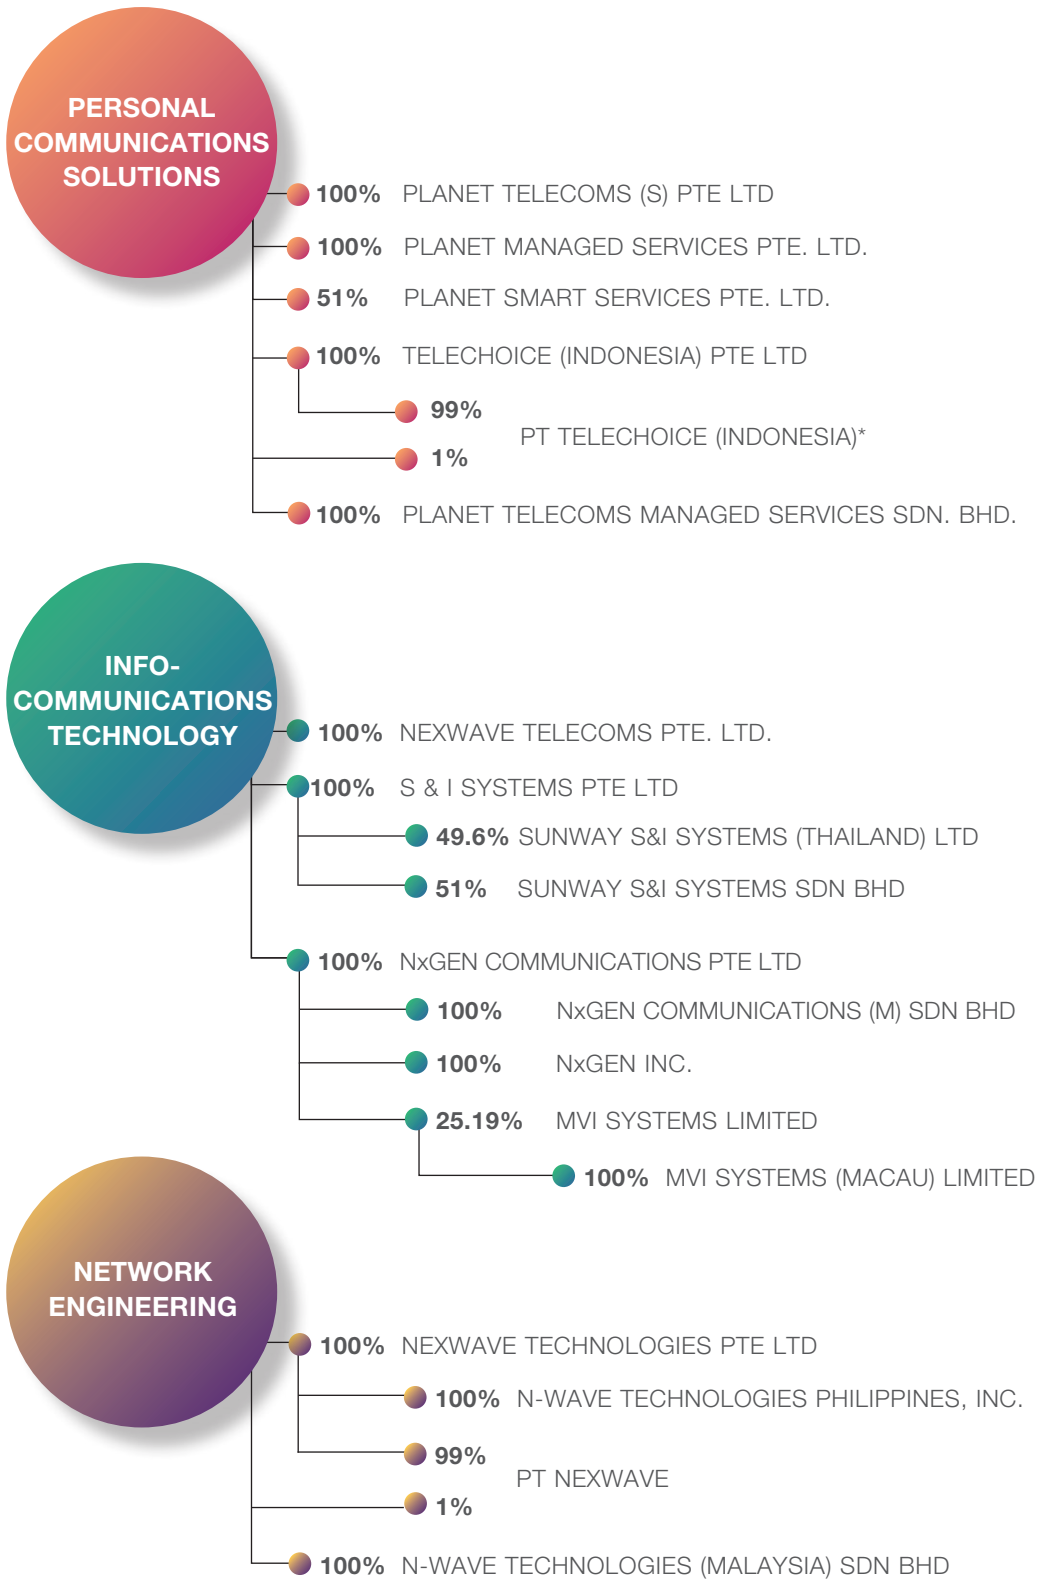 PERSONAL
COMMUNICATIONS
SOLUTIONS
100% PLANET TELECOMS (S) PTE LTD
100% PLANET MANAGED SERVICES PTE. LTD.
51% PLANET SMART SERVICES PTE. LTD.
100% TELECHOICE (INDONESIA) PTE LTD
99%
PT TELECHOICE (INDONESIA)*
1%
100% PLANET TELECOMS MANAGED SERVICES SDN. BHD.
INFO-
COMMUNICATIONS
TECHNOLOGY
100% NEXWAVE TELECOMS PTE. LTD.
100% S & I SYSTEMS PTE LTD
49.6% SUNWAY S&I SYSTEMS (THAILAND) LTD
51% SUNWAY S&I SYSTEMS SDN BHD
100% NxGEN COMMUNICATIONS PTE LTD
100% NxGEN COMMUNICATIONS (M) SDN BHD
100% NxGEN INC.
25.19% MVI SYSTEMS LIMITED
100% MVI SYSTEMS (MACAU) LIMITED
NETWORK
ENGINEERING
100% NEXWAVE TECHNOLOGIES PTE LTD
100% N-WAVE TECHNOLOGIES PHILIPPINES, INC.
99%
PT NEXWAVE
1%
100% N-WAVE TECHNOLOGIES (MALAYSIA) SDN BHD